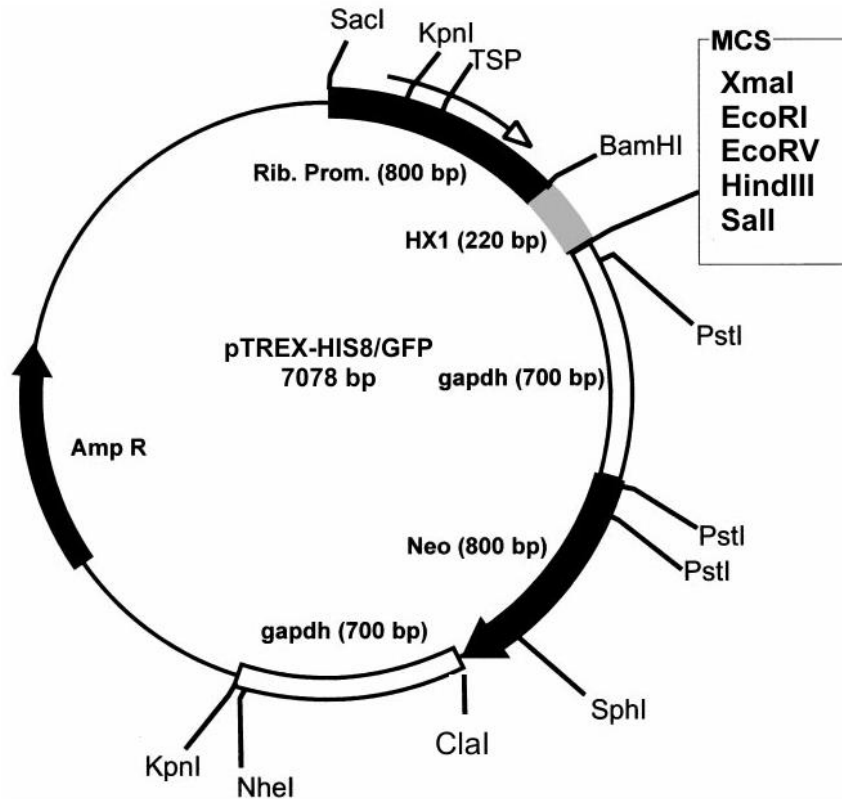 SacI
KpnI
TSP
MCS
XmaI
EcoRI
EcoRV
HindIII
SalI
BamHI
Rib. Prom. (800 bp)
HX1 (220 bp)
PstI
pTREX-HIS8/GFP
7078 bp
gapdh (700 bp)
Amp R
PstI
Neo (800 bp)
PstI
gapdh (700 bp)
SphI
ClaI
KpnI
NheI